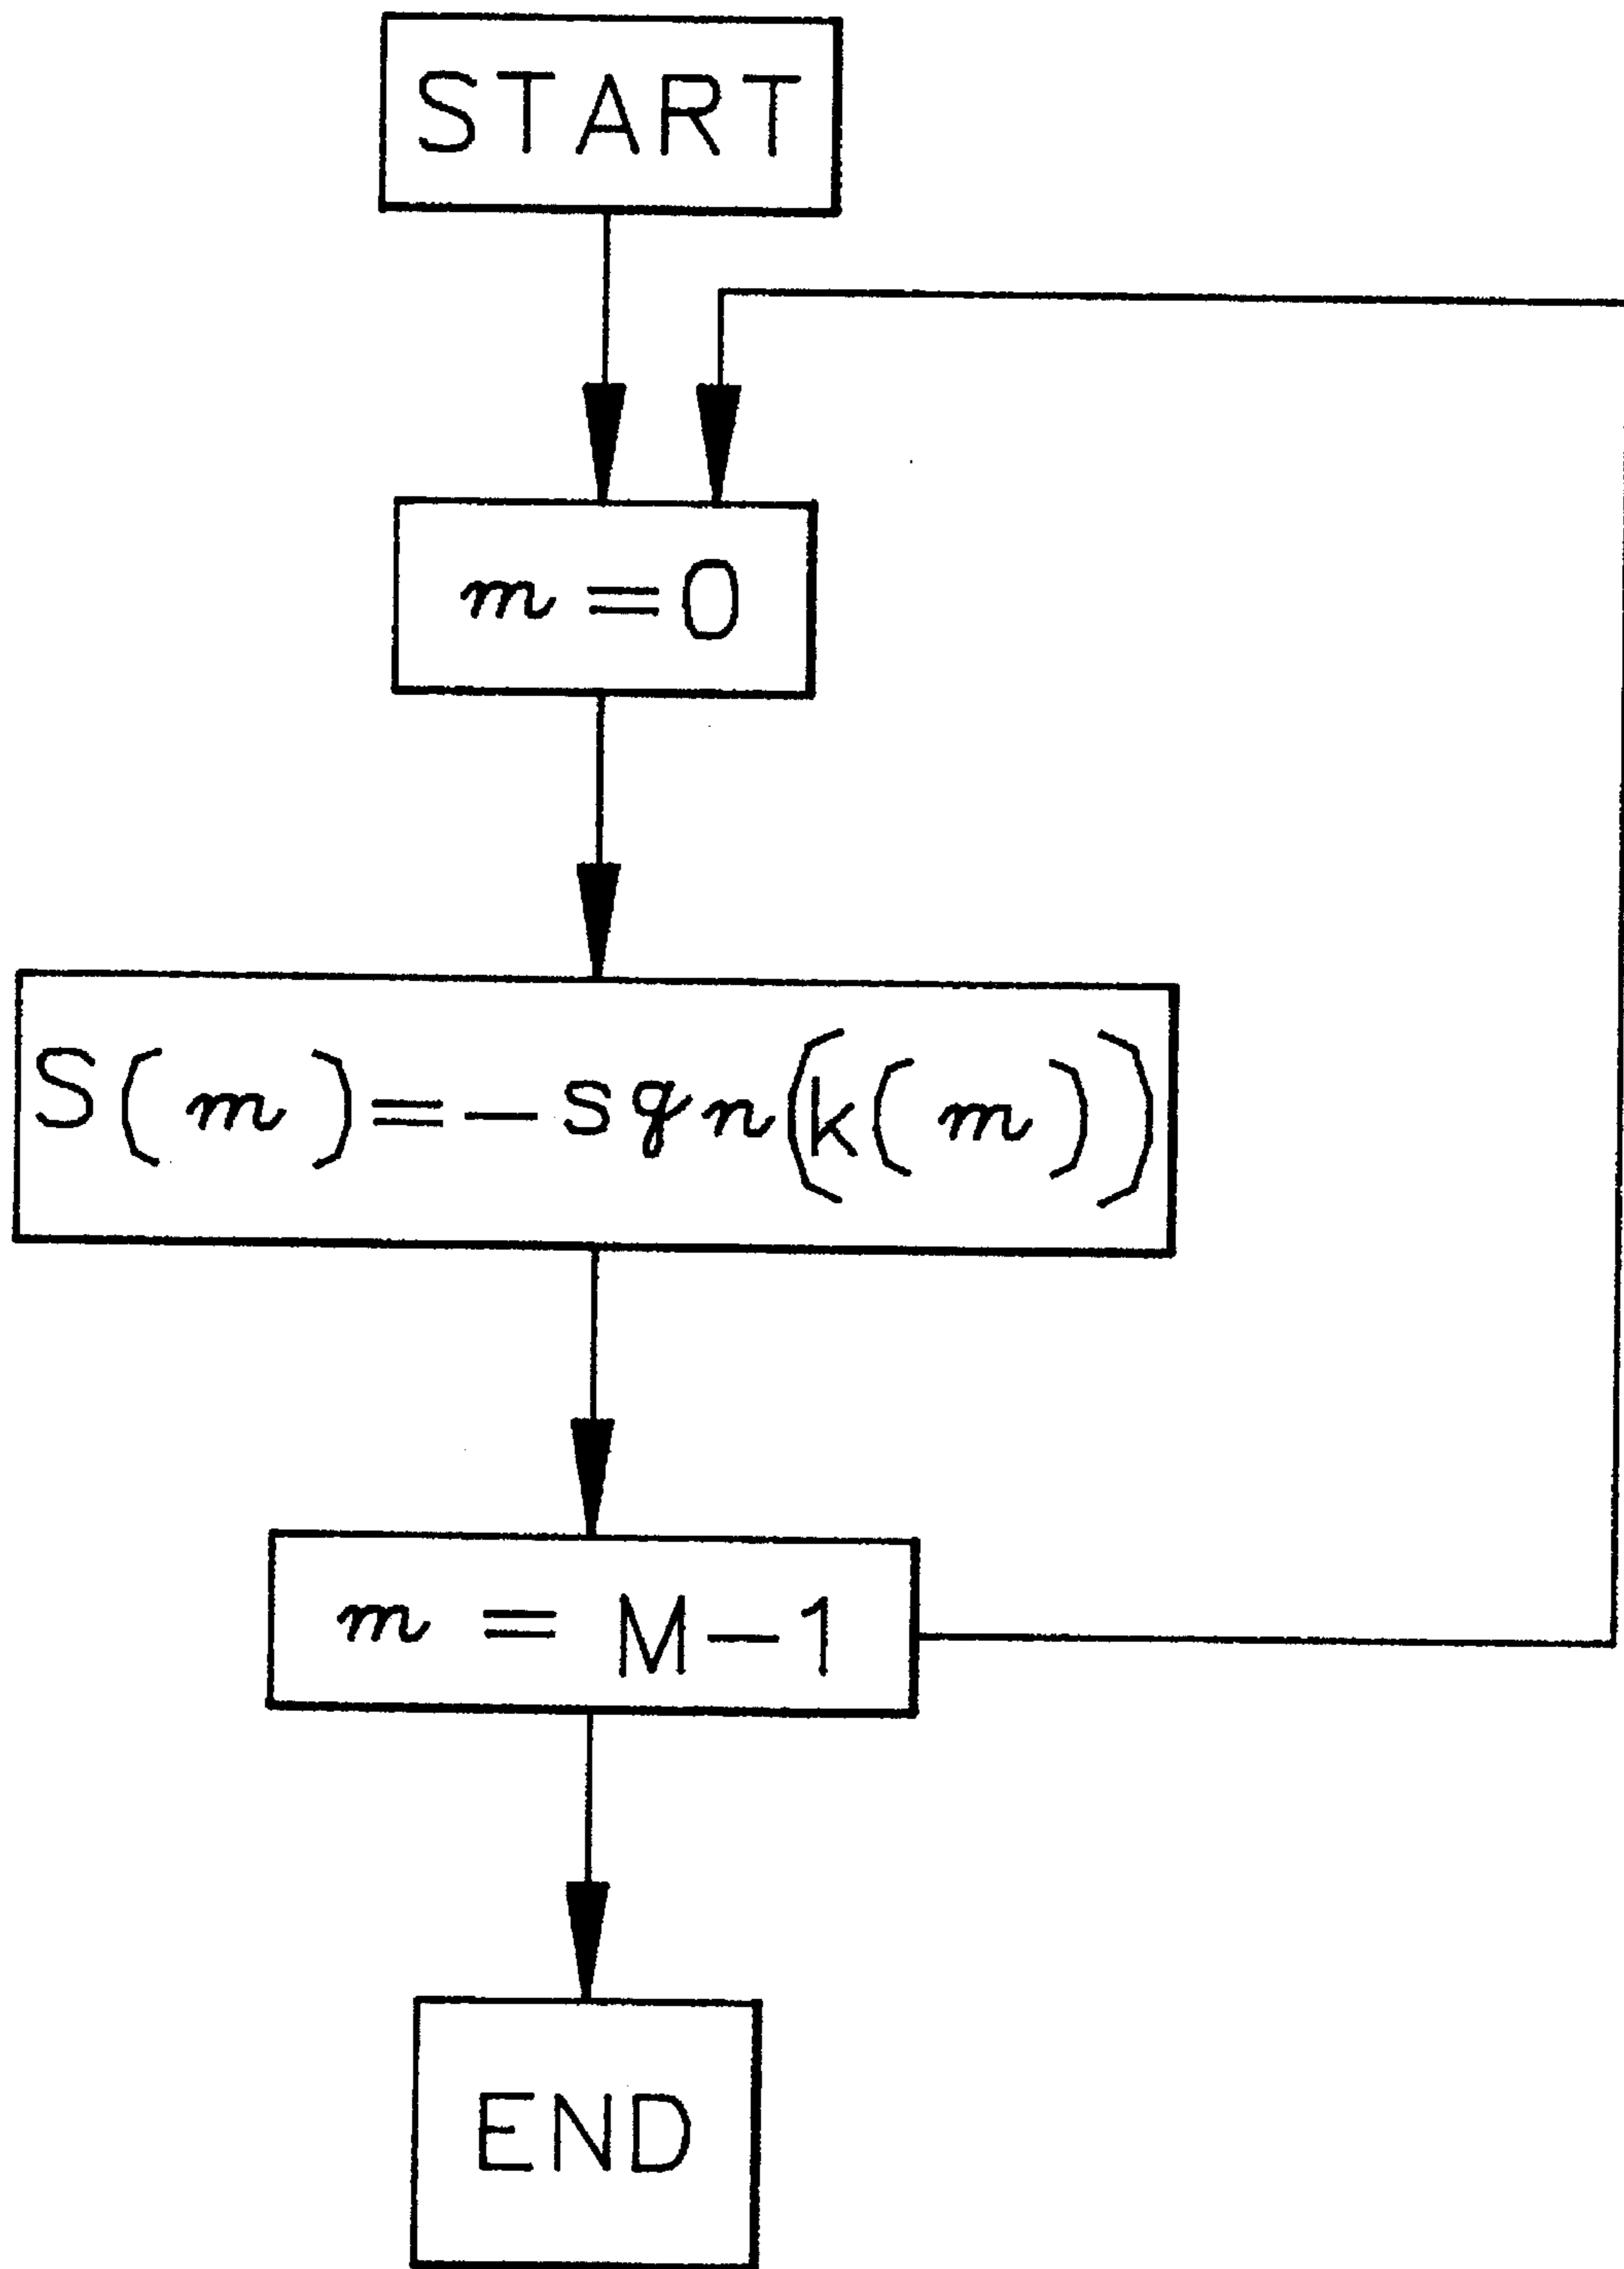 START
m = 0
S(m) = -sgn(k(m))
m = M-1
END